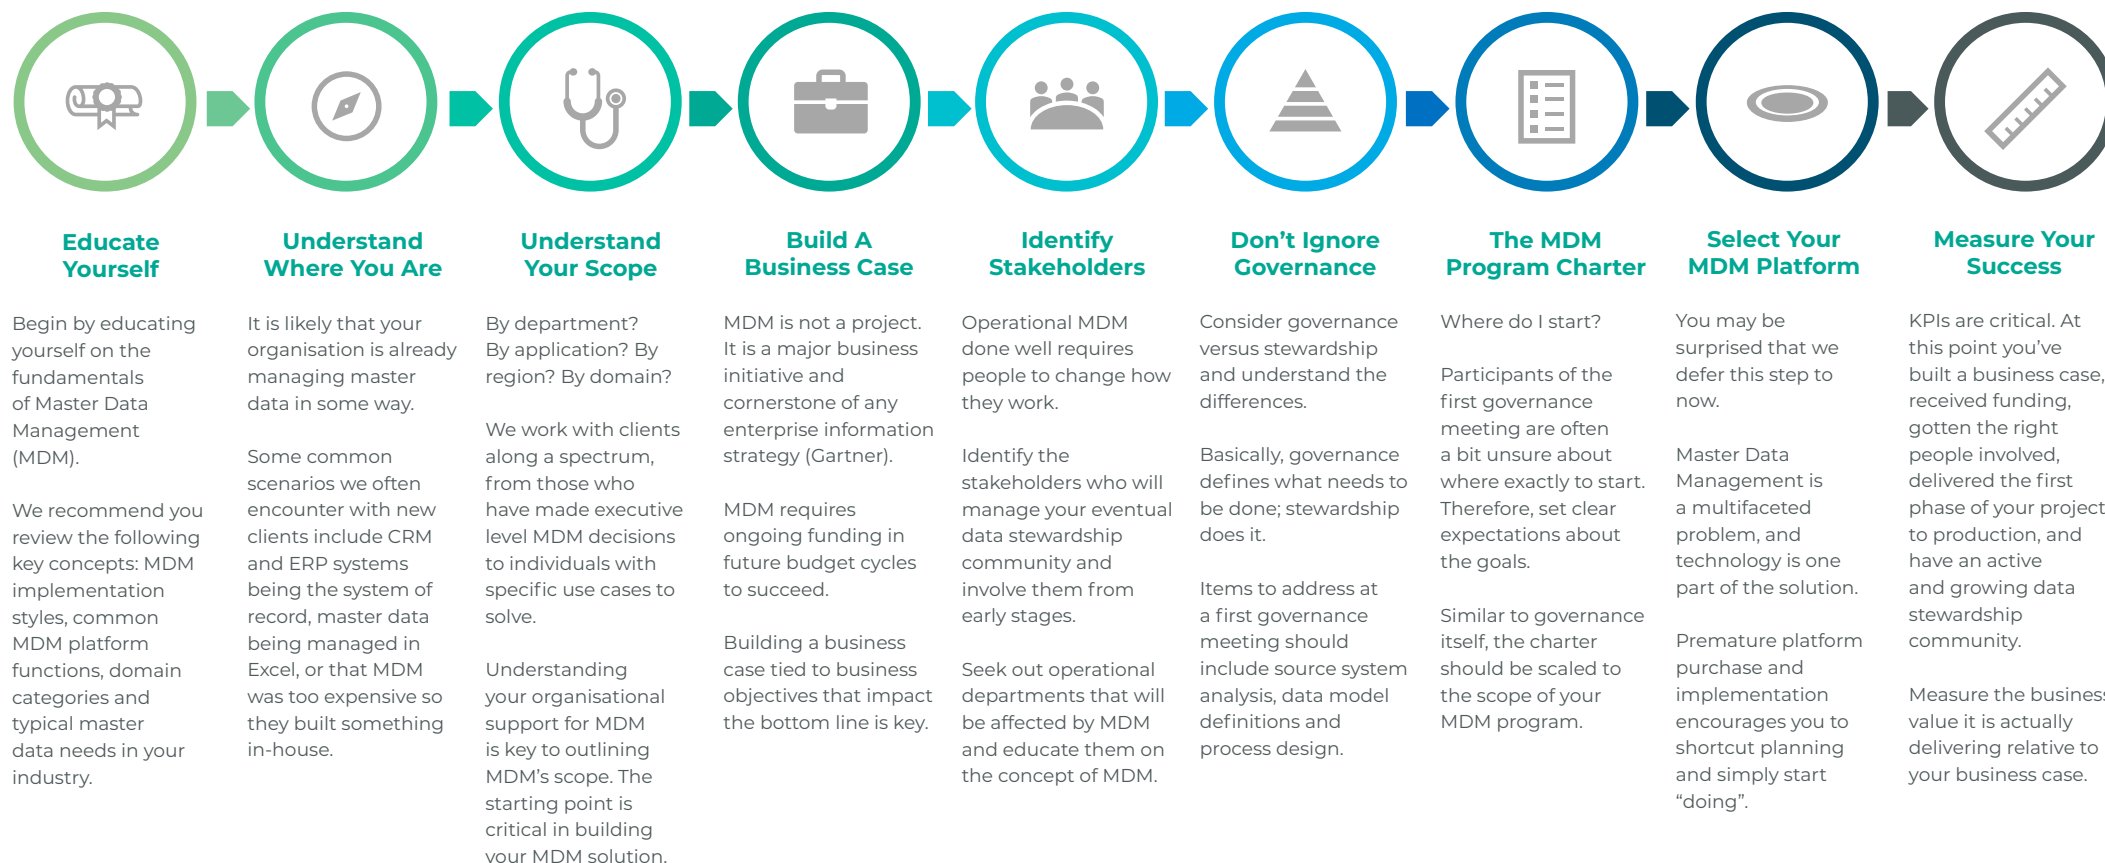 Educate
Yourself
Begin by educating
yourself on the
fundamentals
of Master Data
Management
(MDM).
We recommend you
review the following
key concepts: MDM
implementation
styles, common
MDM platform
functions, domain
categories and
typical master
data needs in your
industry.
Understand
Where You Are
It is likely that your
organisation is already
managing master
data in some way.
Some common
scenarios we often
encounter with new
clients include CRM
and ERP systems
being the system of
record, master data
being managed in
Excel, or that MDM
was too expensive so
they built something
in-house.
Understand
Your Scope
By department?
By application? By
region? By domain?
We work with clients
along a spectrum,
from those who
have made executive
level MDM decisions
to individuals with
specific use cases to
solve.
Understanding
your organisational
support for MDM
is key to outlining
MDM's scope. The
starting point is
critical in building
your MDM solution.
Build A
Business Case
MDM is not a project.
It is a major business
initiative and
cornerstone of any
enterprise information
strategy (Gartner).
MDM requires
ongoing funding in
future budget cycles
to succeed.
Building a business
case tied to business
objectives that impact
the bottom line is key.
Identify
Stakeholders
Operational MDM
done well requires
people to change how
they work.
Identify the
stakeholders who will
manage your eventual
data stewardship
community and
involve them from
early stages.
Seek out operational
departments that will
be affected by MDM
and educate them on
the concept of MDM.
Don't Ignore
Governance
Consider governance
versus stewardship
and understand the
differences.
Basically, governance
defines what needs to
be done; stewardship
does it.
Items to address at
a first governance
meeting should
include source system
analysis, data model
definitions and
process design.
The MDM
Program Charter
Where do I start?
Participants of the
first governance
meeting are often
a bit unsure about
where exactly to start.
Therefore, set clear
expectations about
the goals.
Similar to governance
itself, the charter
should be scaled to
the scope of your
MDM program.
Select Your
MDM Platform
You may be
surprised that we
defer this step to
now.
Master Data
Management is
a multifaceted
problem, and
technology is one
part of the solution.
Premature platform
purchase and
implementation
encourages you to
shortcut planning
and simply start
“doing”.
Measure Your
Success
KPIs are critical. At
this point you've
built a business case,
received funding,
gotten the right
people involved,
delivered the first
phase of your project
to production, and
have an active
and growing data
stewardship
community.
Measure the business
value it is actually
delivering relative to
your business case.